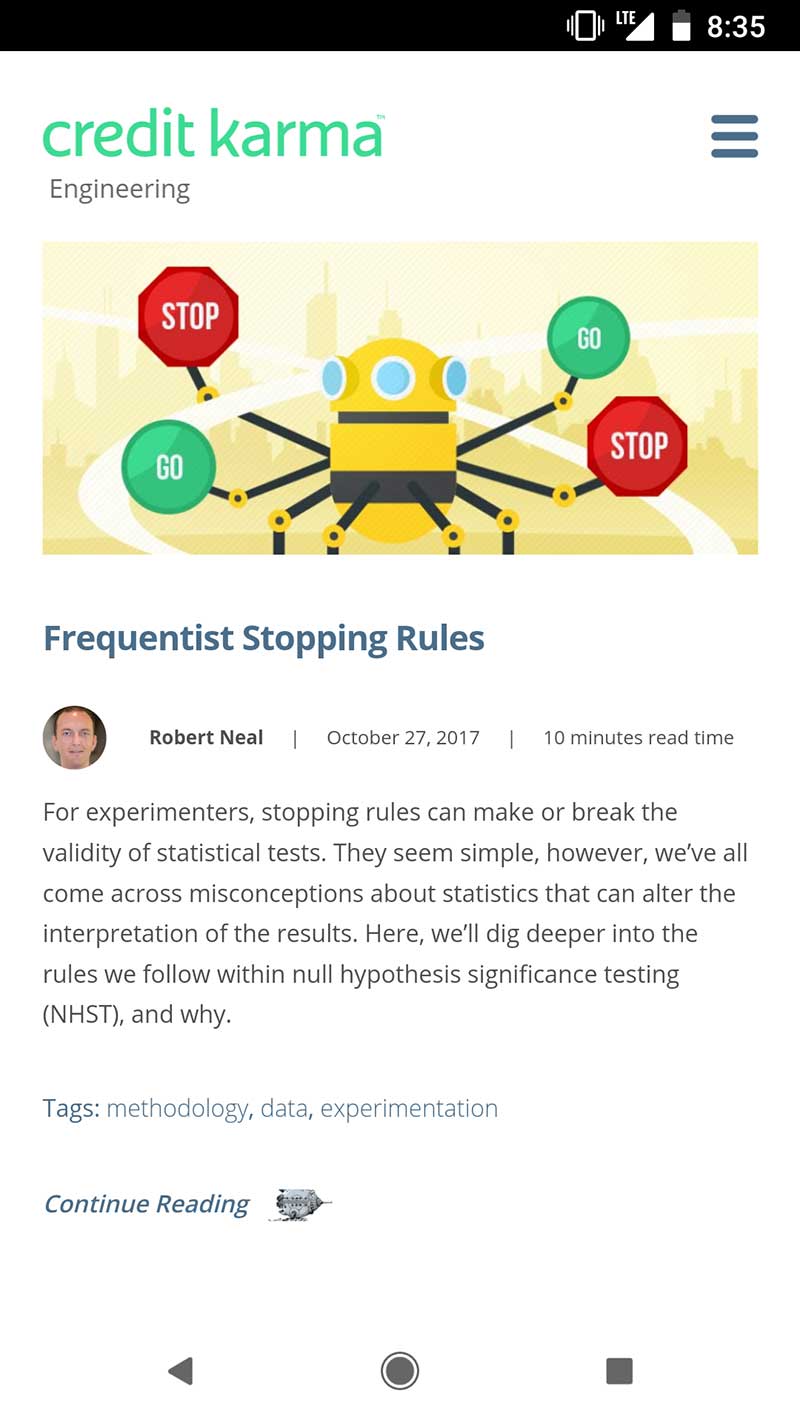 LTE 8:35
credit karma™
Engineering
STOP
GO
GO
STOP
Frequentist Stopping Rules
Robert Neal | October 27, 2017 | 10 minutes read time
For experimenters, stopping rules can make or break the
validity of statistical tests. They seem simple, however, we’ve all
come across misconceptions about statistics that can alter the
interpretation of the results. Here, we’ll dig deeper into the
rules we follow within null hypothesis significance testing
(NHST), and why.
Tags: methodology, data, experimentation
Continue Reading